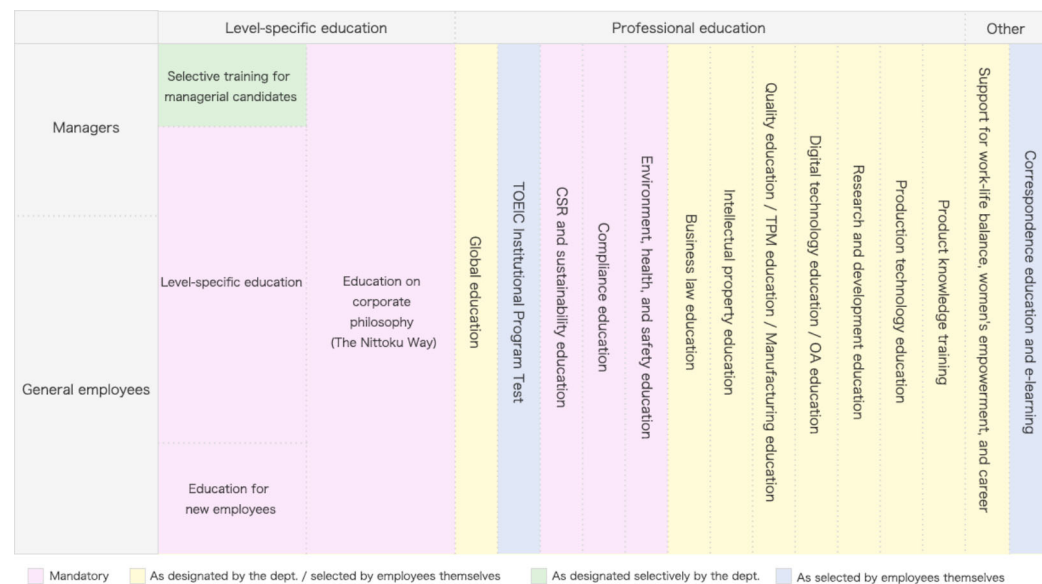 Level-specific education
Professional education
Other
Managers
General employees
Selective training for
managerial candidates
Level-specific education
Education for
new employees
Education on
corporate
philosophy
(The Nittoku Way)
Global education
TOEIC Institutional Program Test
CSR and sustainability education
Compliance education
Environment, health, and safety education
Business law education
Intellectual property education
Quality education / TPM education / Manufacturing education
Digital technology education / OA education
Research and development education
Production technology education
Product knowledge training
Support for work-life balance, women's empowerment, and career
Correspondence education and e-learning
Mandatory
As designated by the dept. / selected by employees themselves
As designated selectively by the dept.
As selected by employees themselves